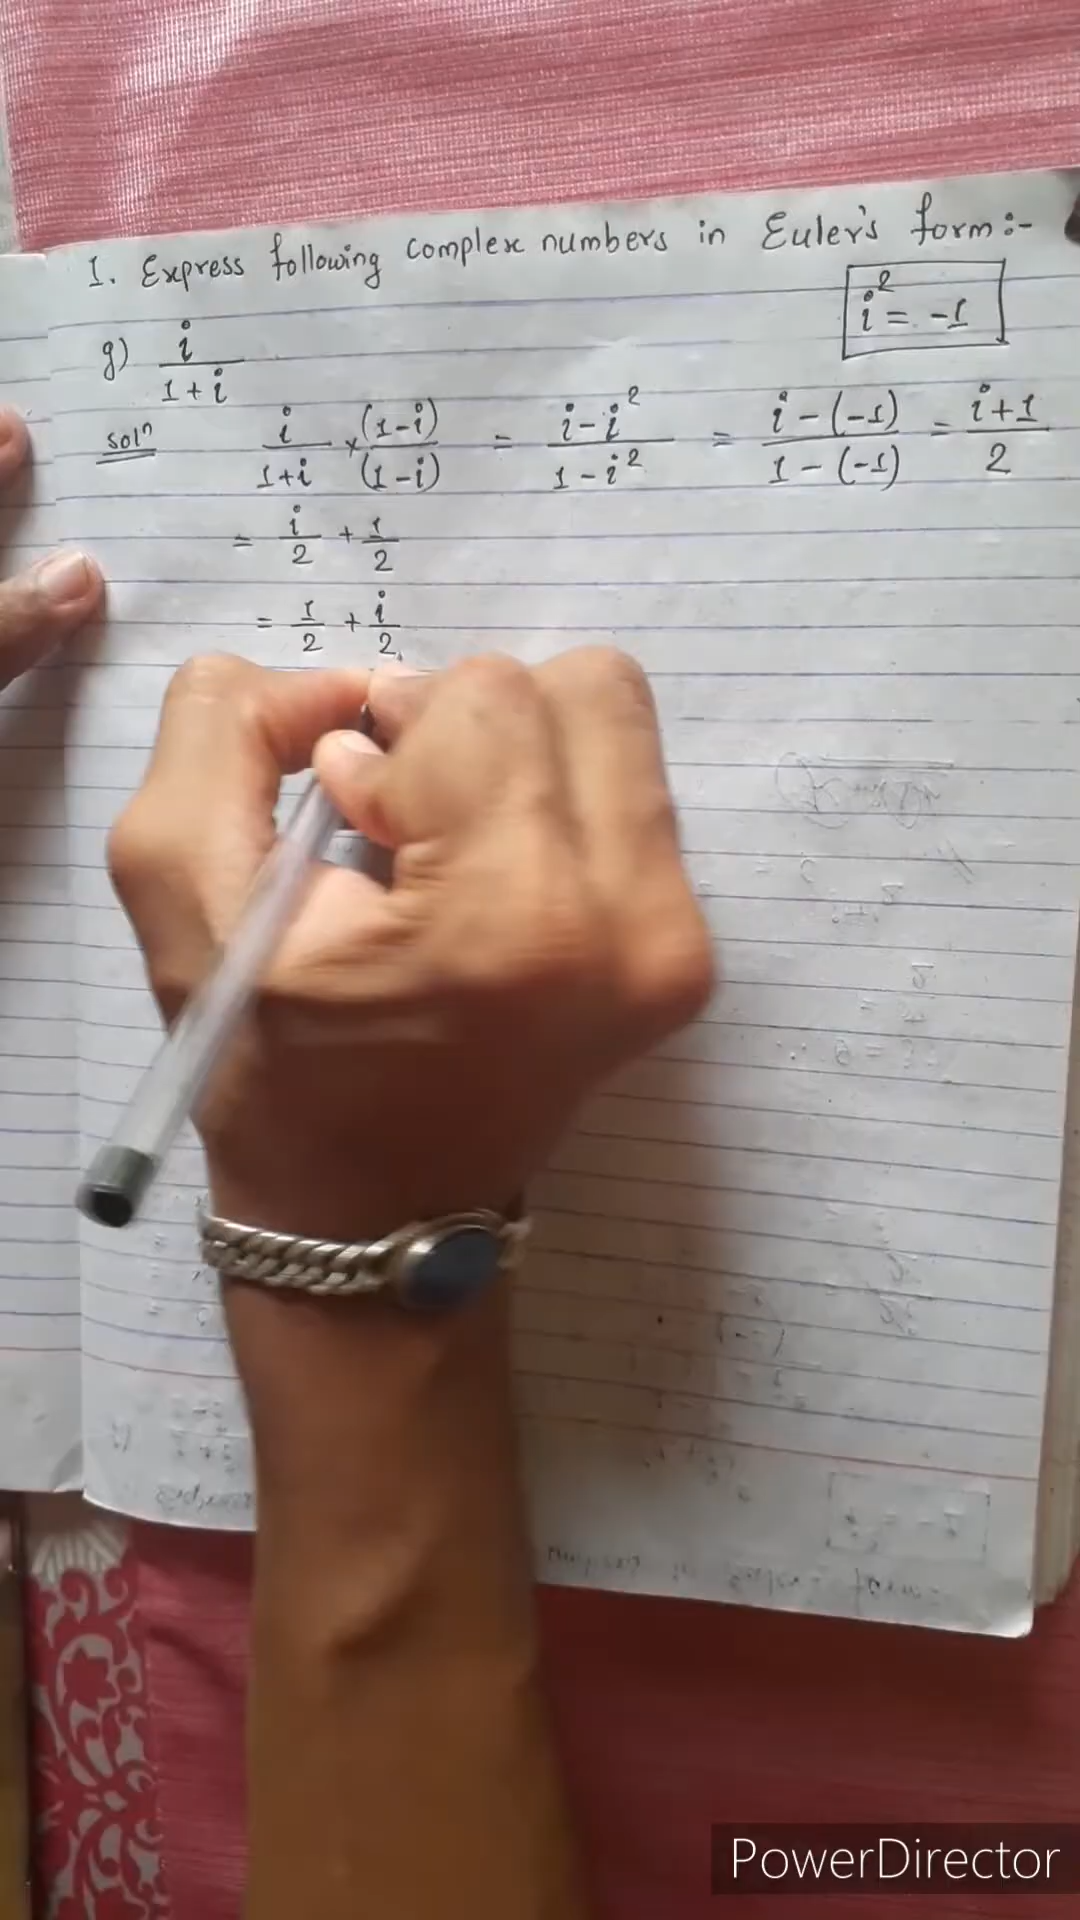 1. Express following complex numbers in Euler's form:-
i² = -1
g) i/(1+i)
solⁿ i/(1+i) × (1-i)/(1-i) = (i-i²)/(1-i²) = (i-(-1))/(1-(-1)) = (i+1)/2
= i/2 + 1/2
= 1/2 + i/2
PowerDirector